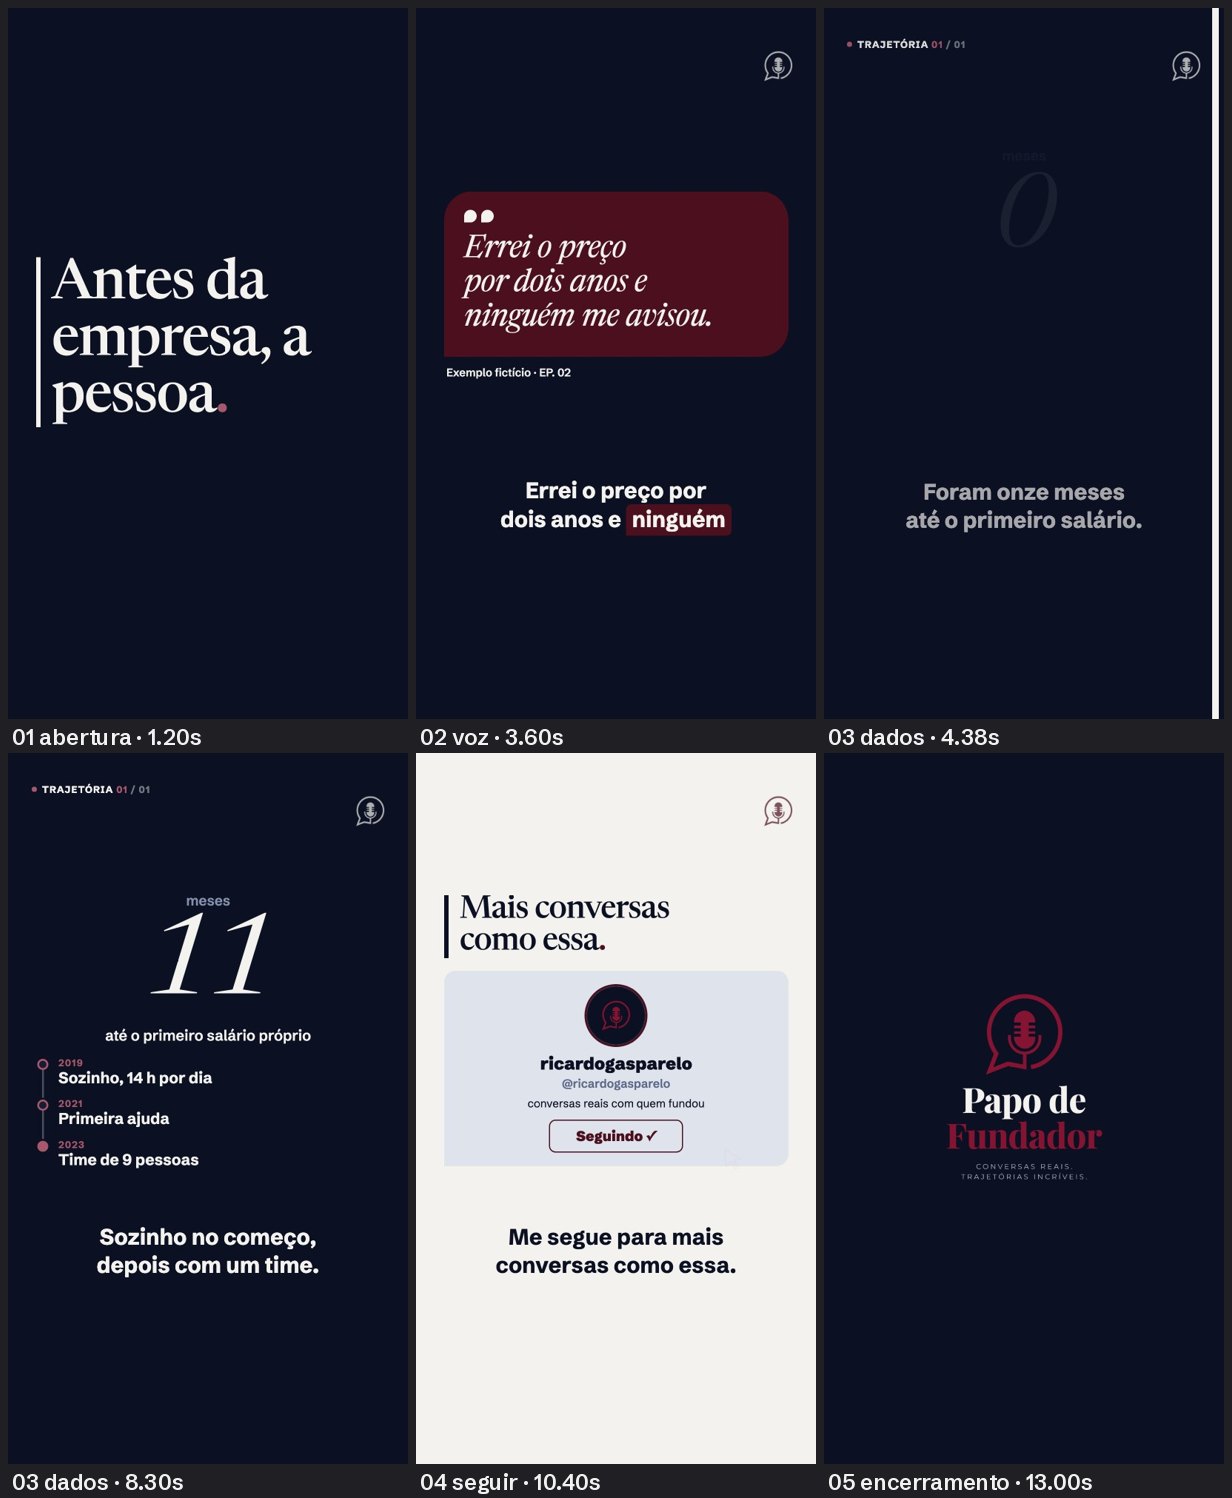 Antes da
empresa, a
pessoa.
01 abertura · 1.20s
Errei o preço
por dois anos e
ninguém me avisou.
Exemplo fictício · EP. 02
Errei o preço por
dois anos e ninguém
02 voz · 3.60s
TRAJETÓRIA 01 / 01
meses
0
Foram onze meses
até o primeiro salário.
03 dados · 4.38s
TRAJETÓRIA 01 / 01
meses
11
até o primeiro salário próprio
2019
Sozinho, 14 h por dia
2021
Primeira ajuda
2023
Time de 9 pessoas
Sozinho no começo,
depois com um time.
03 dados · 8.30s
Mais conversas
como essa.
ricardogasparelo
@ricardogasparelo
conversas reais com quem fundou
Seguindo ✓
Me segue para mais
conversas como essa.
04 seguir · 10.40s
Papo de
Fundador
CONVERSAS REAIS.
TRAJETÓRIAS INCRÍVEIS.
05 encerramento · 13.00s